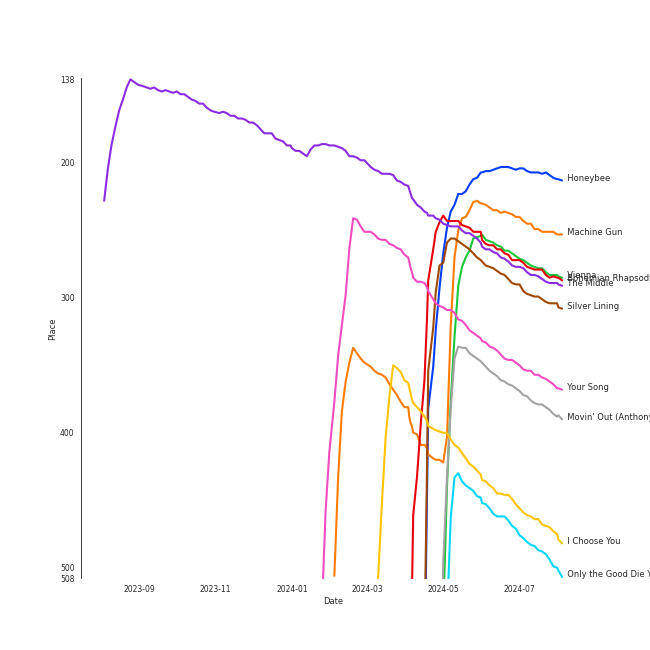 138
200
300
400
500
508
Place
2023-09
2023-11
2024-01
2024-03
2024-05
2024-07
Date
Honeybee
Machine Gun
Vienna
Bohemian Rhapsod
The Middle
Silver Lining
Your Song
Movin' Out (Anthony
I Choose You
Only the Good Die Y